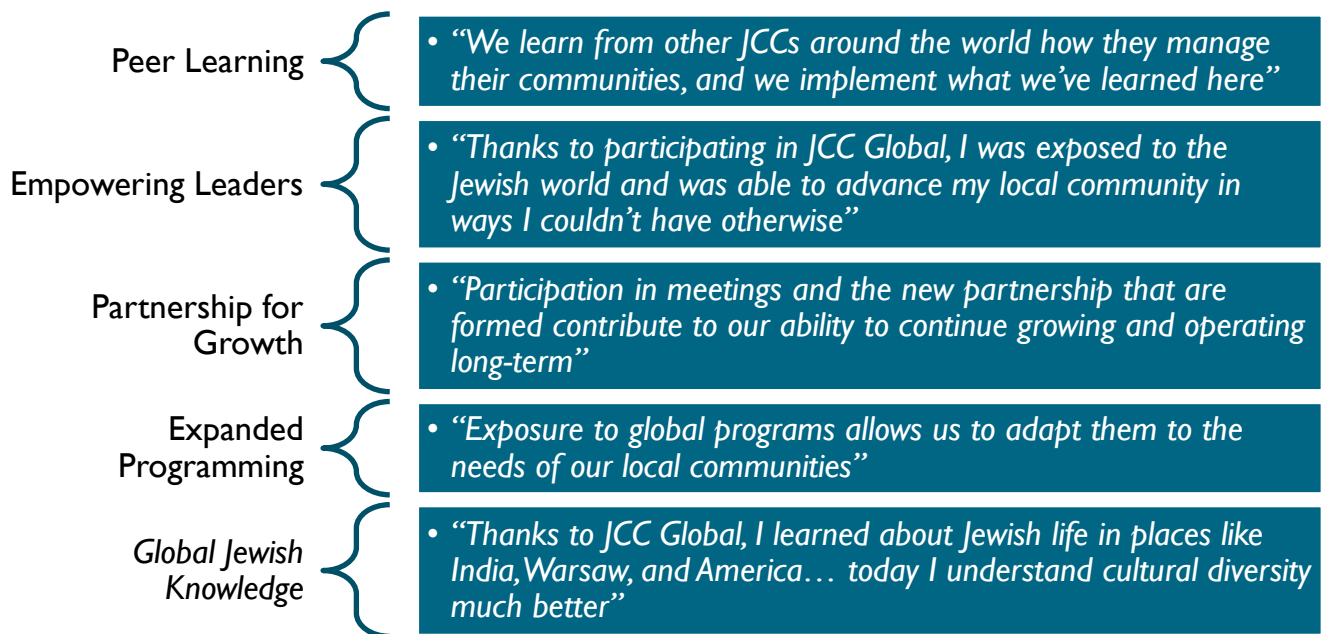 Peer Learning
• “We learn from other JCCs around the world how they manage
their communities, and we implement what we’ve learned here”
Empowering Leaders
• “Thanks to participating in JCC Global, I was exposed to the
Jewish world and was able to advance my local community in
ways I couldn’t have otherwise”
Partnership for
Growth
• “Participation in meetings and the new partnership that are
formed contribute to our ability to continue growing and operating
long-term”
Expanded
Programming
• “Exposure to global programs allows us to adapt them to the
needs of our local communities”
Global Jewish
Knowledge
• “Thanks to JCC Global, I learned about Jewish life in places like
India, Warsaw, and America… today I understand cultural diversity
much better”